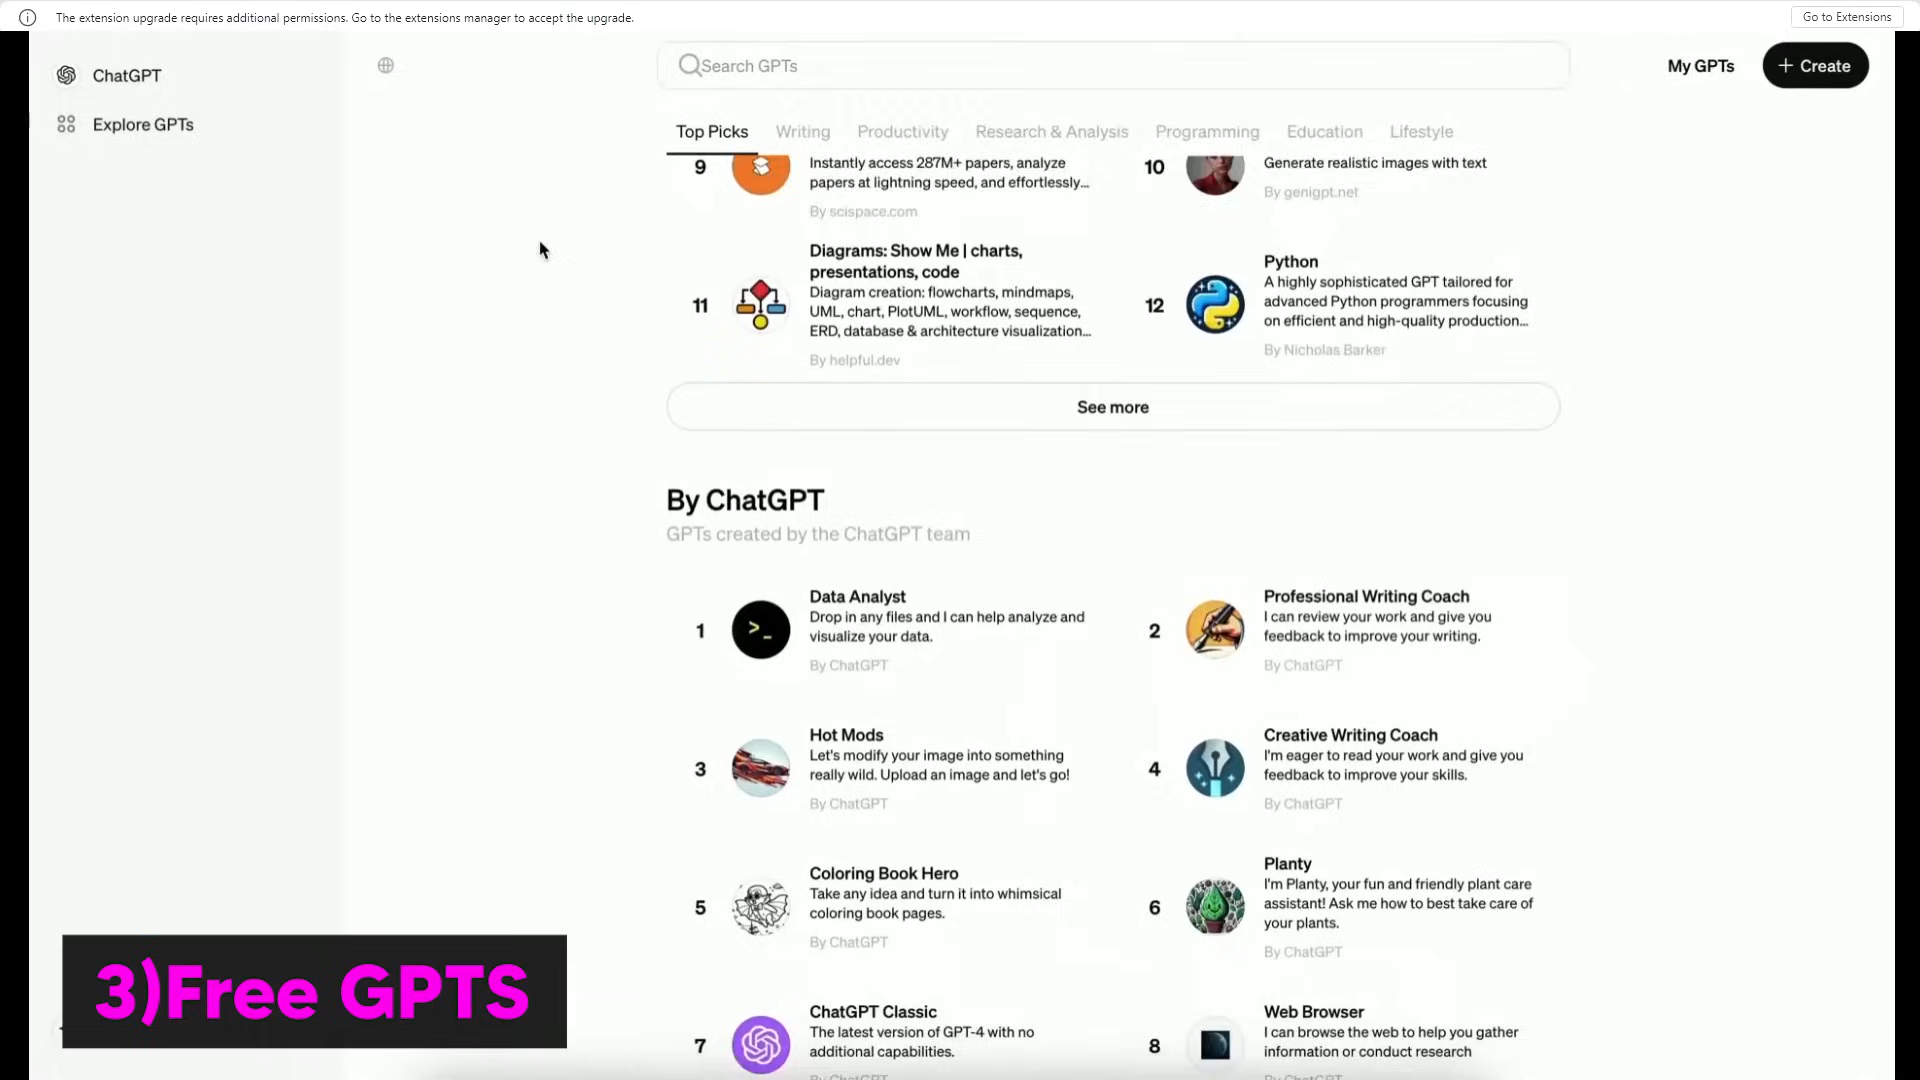 The extension upgrade requires additional permissions. Go to the extensions manager to accept the upgrade.
Go to Extensions
ChatGPT
Explore GPTs
Search GPTs
My GPTs
+ Create
Top Picks
Writing
Productivity
Research & Analysis
Programming
Education
Lifestyle
9
Instantly access 287M+ papers, analyze
papers at lightning speed, and effortlessly...
By scispace.com
10
Generate realistic images with text
By genigpt.net
11
Diagrams: Show Me | charts,
presentations, code
Diagram creation: flowcharts, mindmaps,
UML, chart, PlotUML, workflow, sequence,
ERD, database & architecture visualization...
By helpful.dev
12
Python
A highly sophisticated GPT tailored for
advanced Python programmers focusing
on efficient and high-quality production...
By Nicholas Barker
See more
By ChatGPT
GPTs created by the ChatGPT team
1
Data Analyst
Drop in any files and I can help analyze and
visualize your data.
By ChatGPT
2
Professional Writing Coach
I can review your work and give you
feedback to improve your writing.
By ChatGPT
3
Hot Mods
Let's modify your image into something
really wild. Upload an image and let's go!
By ChatGPT
4
Creative Writing Coach
I'm eager to read your work and give you
feedback to improve your skills.
By ChatGPT
5
Coloring Book Hero
Take any idea and turn it into whimsical
coloring book pages.
By ChatGPT
6
Planty
I'm Planty, your fun and friendly plant care
assistant! Ask me how to best take care of
your plants.
By ChatGPT
7
ChatGPT Classic
The latest version of GPT-4 with no
additional capabilities.
By ChatGPT
8
Web Browser
I can browse the web to help you gather
information or conduct research
By ChatGPT
3)Free GPTS